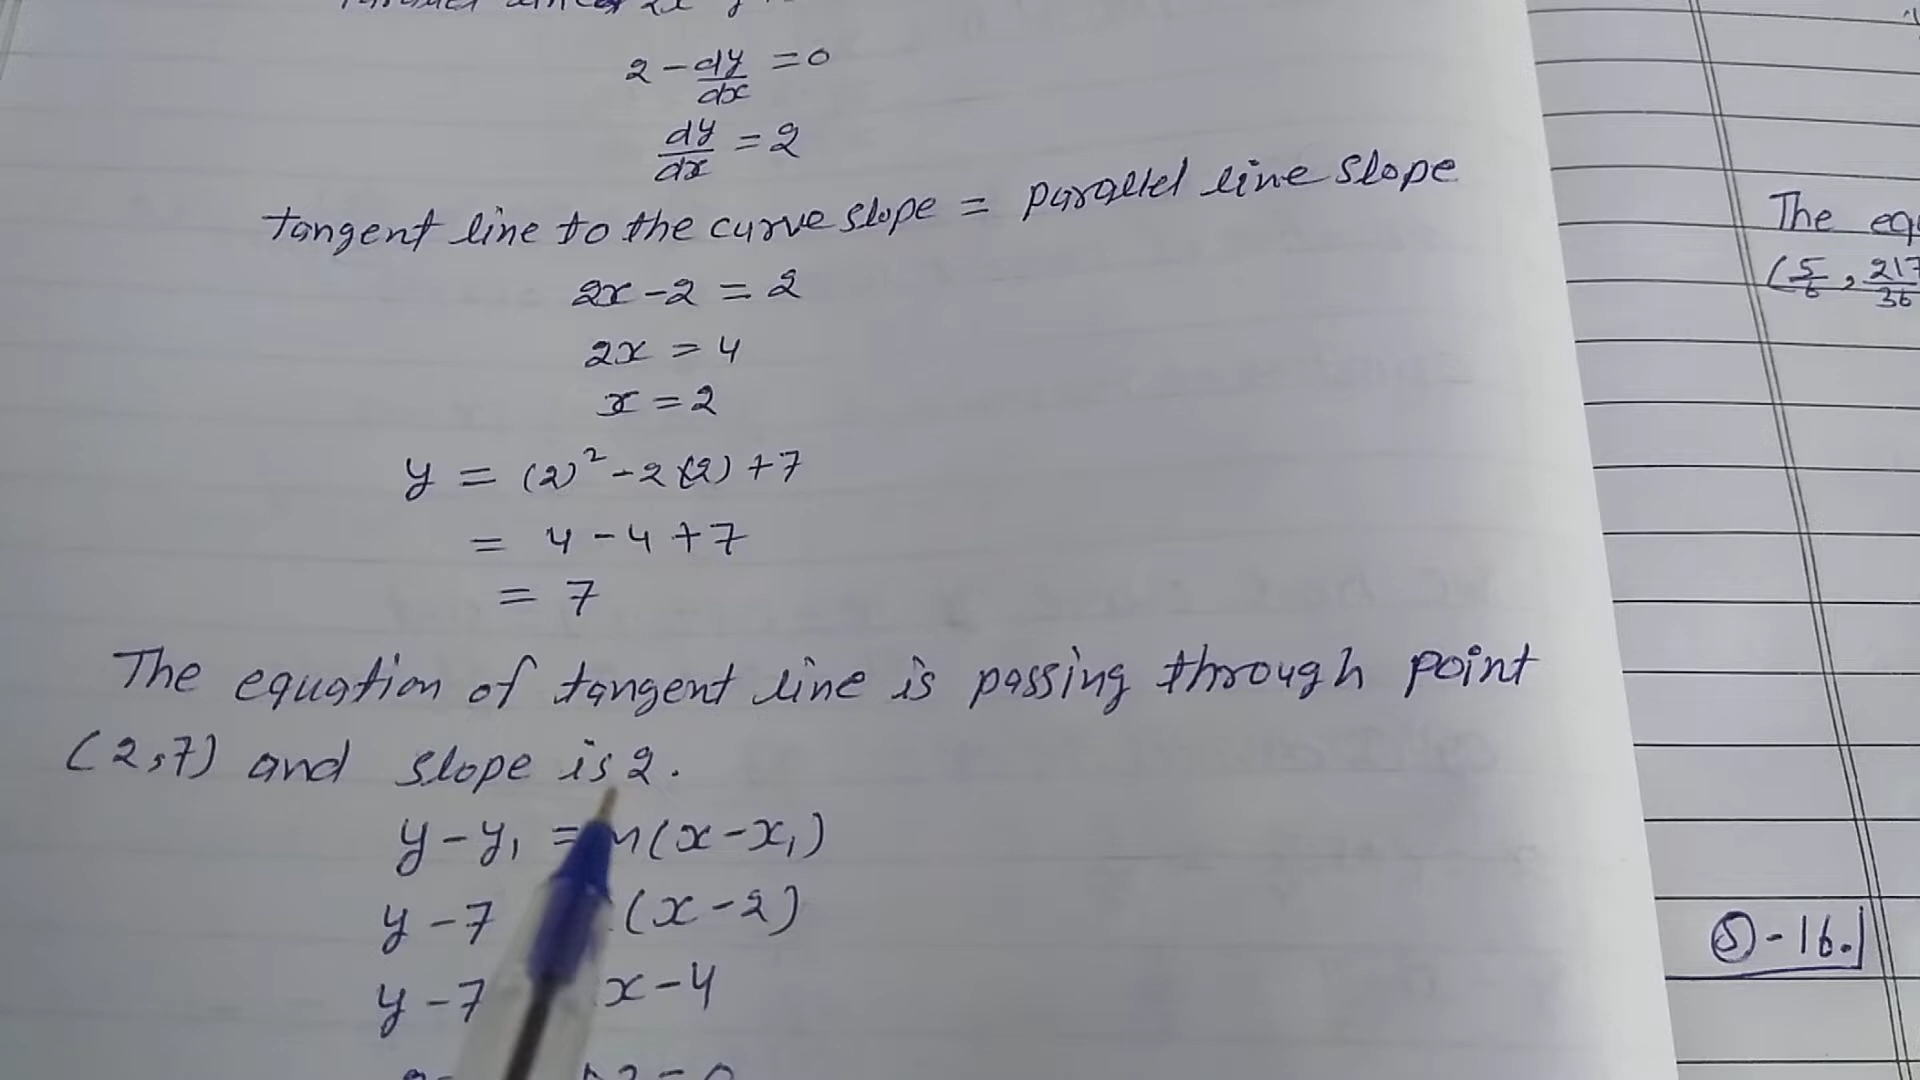 2 - dy/dx = 0
dy/dx = 2
Tangent line to the curve slope = parallel line slope
2x - 2 = 2
2x = 4
x = 2
y = (2)² - 2(2) + 7
= 4 - 4 + 7
= 7
The equation of tangent line is passing through point
(2,7) and slope is 2.
y - y₁ = (x - x₁)
y - 7 (x - 2)
y - 7 x - 4
= 0
The
(5/6, 217/36
⑤ - 16.